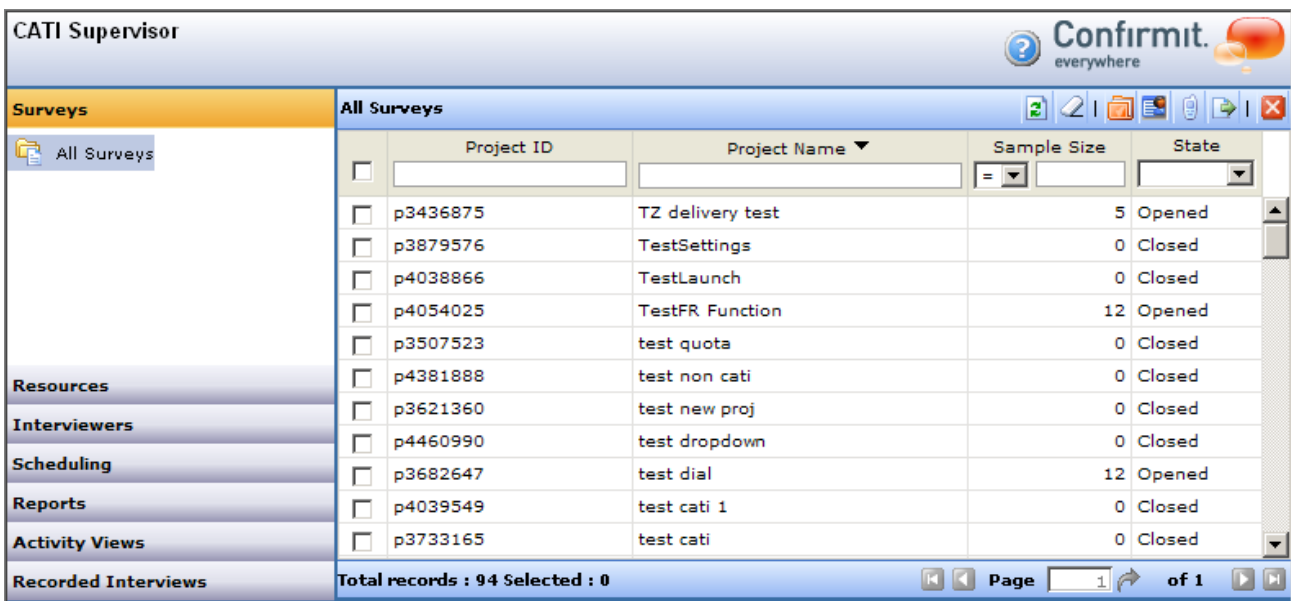 CATI Supervisor
? Confirmit.
everywhere
Surveys
All Surveys
Resources
Interviewers
Scheduling
Reports
Activity Views
Recorded Interviews
All Surveys
Project ID Project Name Sample Size State
=
p3436875 TZ delivery test 5 Opened
p3879576 TestSettings 0 Closed
p4038866 TestLaunch 0 Closed
p4054025 TestFR Function 12 Opened
p3507523 test quota 0 Closed
p4381888 test non cati 0 Closed
p3621360 test new proj 0 Closed
p4460990 test dropdown 0 Closed
p3682647 test dial 12 Opened
p4039549 test cati 1 0 Closed
p3733165 test cati 0 Closed
Total records : 94 Selected : 0 Page 1 of 1